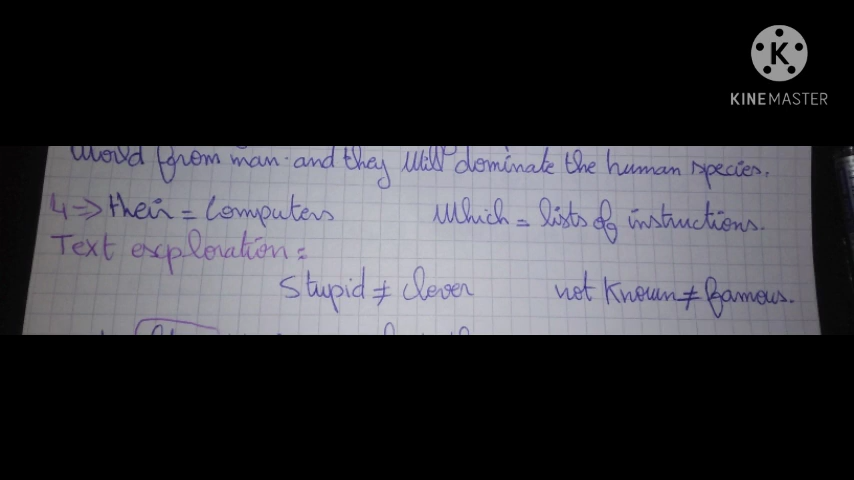 KINEMASTER
world from man. and they will dominate the human species.
4 => their = Computers Which = lists of instructions.
Text exploration =
Stupid ≠ clever not known ≠ famous.